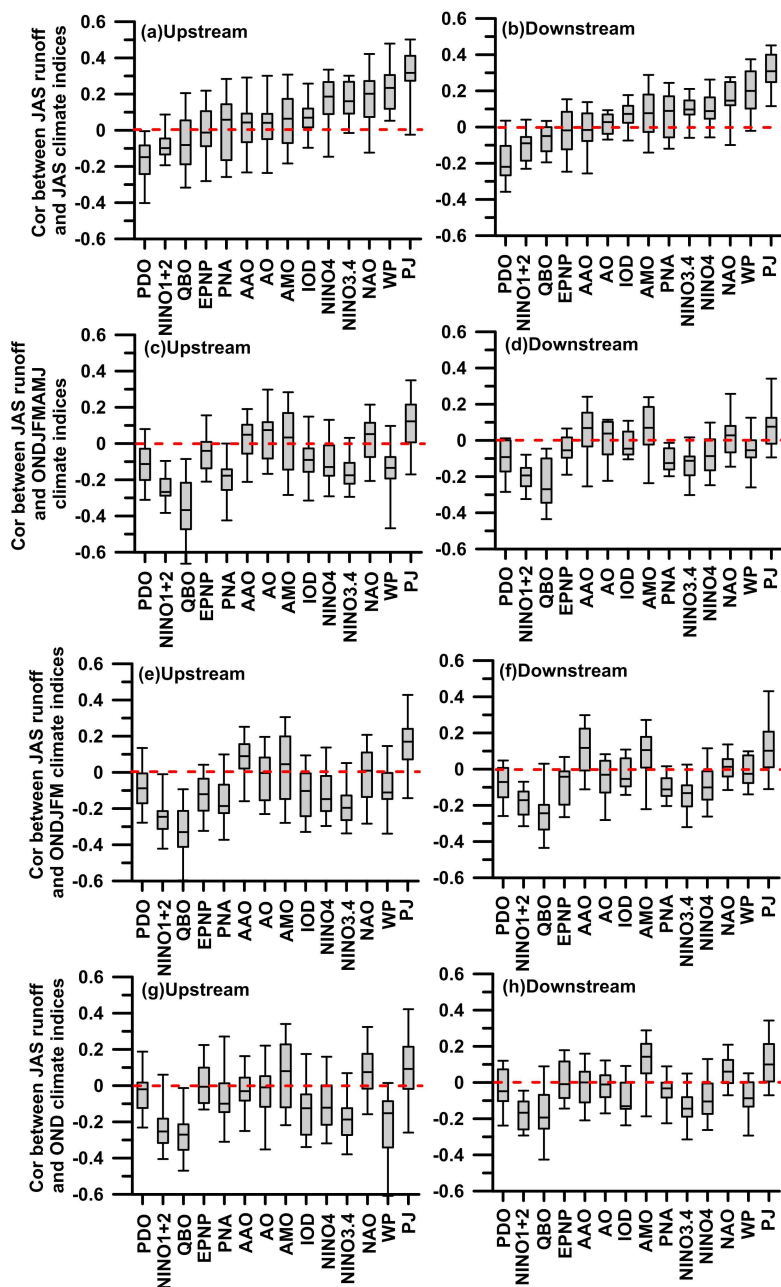 Cor between JAS runoff
and JAS climate indices
(a)Upstream
0.6
0.4
0.2
0
-0.2
-0.4
-0.6
PDO
NINO1+2
QBO
EPNP
PNA
AAO
AO
AMO
IOD
NINO4
NINO3.4
NAO
WP
PJ
(b)Downstream
0.6
0.4
0.2
0
-0.2
-0.4
-0.6
PDO
NINO1+2
QBO
EPNP
AAO
AO
IOD
AMO
PNA
NINO3.4
NINO4
NAO
WP
PJ
Cor between JAS runoff
and ONDJFMAMJ
climate indices
(c)Upstream
0.6
0.4
0.2
0
-0.2
-0.4
-0.6
PDO
NINO1+2
QBO
EPNP
PNA
AAO
AO
AMO
IOD
NINO4
NINO3.4
NAO
WP
PJ
(d)Downstream
0.6
0.4
0.2
0
-0.2
-0.4
-0.6
PDO
NINO1+2
QBO
EPNP
AAO
AO
IOD
AMO
PNA
NINO3.4
NINO4
NAO
WP
PJ
Cor between JAS runoff
and ONDJFM climate indices
(e)Upstream
0.6
0.4
0.2
0
-0.2
-0.4
-0.6
PDO
NINO1+2
QBO
EPNP
PNA
AAO
AO
AMO
IOD
NINO4
NINO3.4
NAO
WP
PJ
(f)Downstream
0.6
0.4
0.2
0
-0.2
-0.4
-0.6
PDO
NINO1+2
QBO
EPNP
AAO
AO
IOD
AMO
PNA
NINO3.4
NINO4
NAO
WP
PJ
Cor between JAS runoff
and OND climate indices
(g)Upstream
0.6
0.4
0.2
0
-0.2
-0.4
-0.6
PDO
NINO1+2
QBO
EPNP
PNA
AAO
AO
AMO
IOD
NINO4
NINO3.4
NAO
WP
PJ
(h)Downstream
0.6
0.4
0.2
0
-0.2
-0.4
-0.6
PDO
NINO1+2
QBO
EPNP
AAO
AO
IOD
AMO
PNA
NINO3.4
NINO4
NAO
WP
PJ